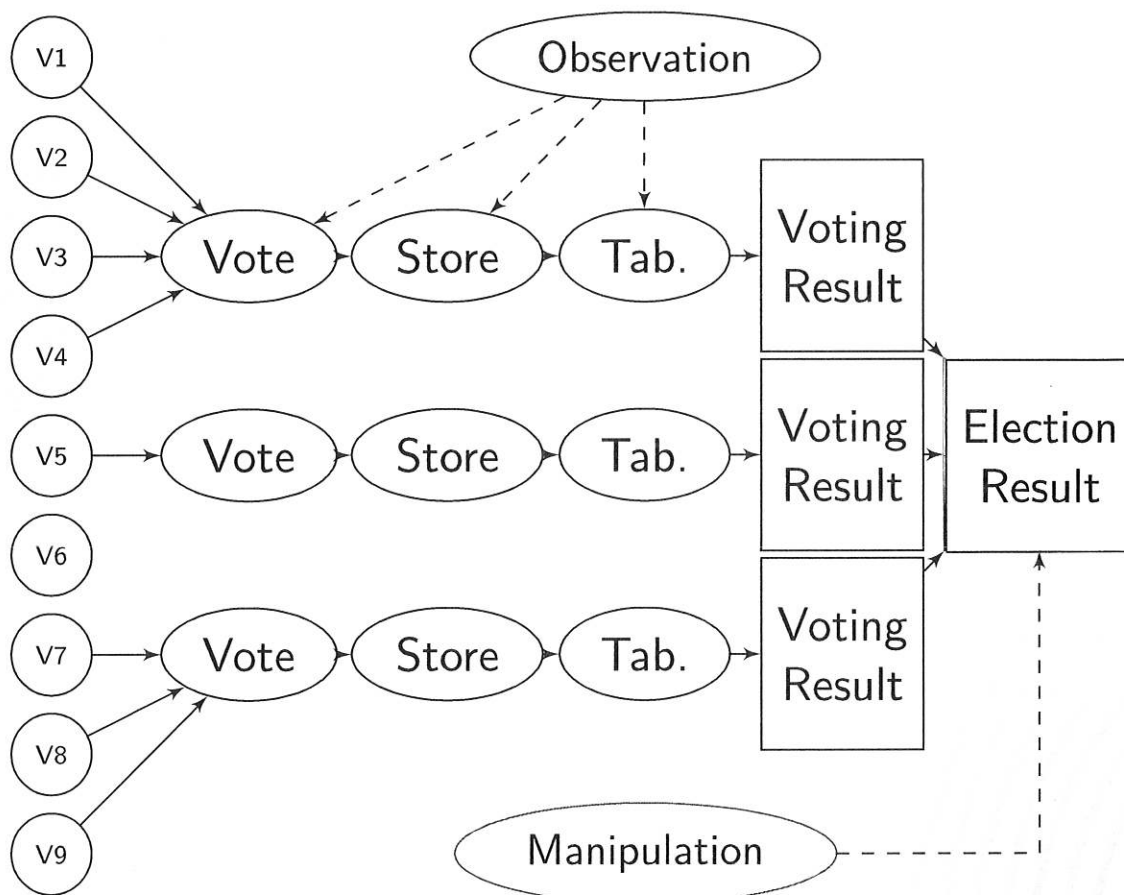 V1
Observation
V2
V3
Vote
Store
Tab.
Voting
Result
V4
V5
Vote
Store
Tab.
Voting
Result
Election
Result
V6
V7
Vote
Store
Tab.
Voting
Result
V8
V9
Manipulation